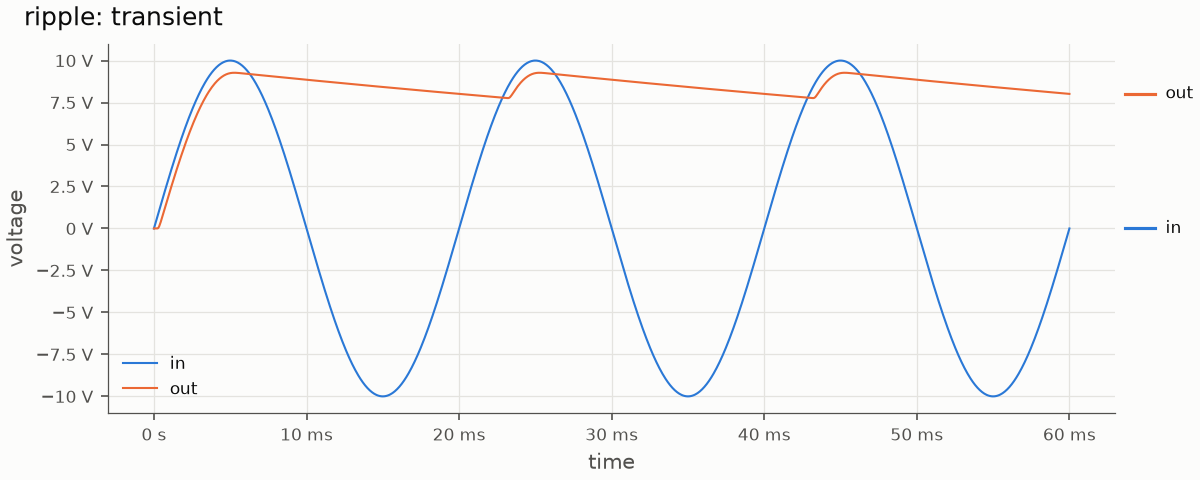 ripple: transient
voltage
10 V
7.5 V
5 V
2.5 V
0 V
−2.5 V
−5 V
−7.5 V
−10 V
in
out
out
in
0 s
10 ms
20 ms
30 ms
40 ms
50 ms
60 ms
time